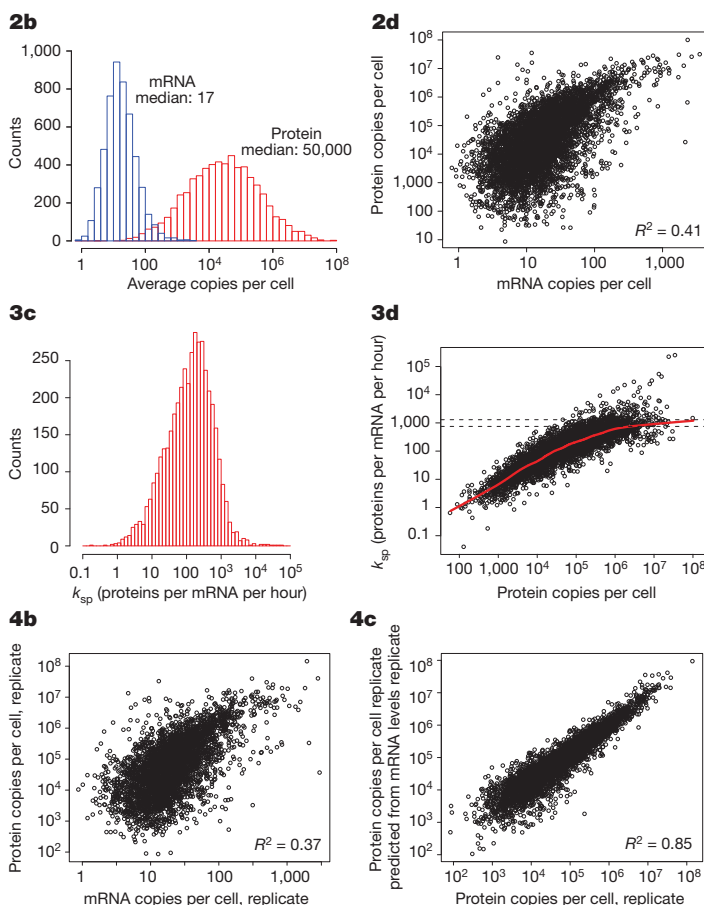 2b
1,000
800
600
400
200
0
Counts
mRNA
median: 17
Protein
median: 50,000
1
100
10⁴
10⁶
10⁸
Average copies per cell
2d
10⁸
10⁷
10⁶
10⁵
10⁴
1,000
100
10
Protein copies per cell
R² = 0.41
1
10
100
1,000
mRNA copies per cell
3c
250
200
150
100
50
0
Counts
0.1
1
10
100
10³
10⁴
10⁵
kₛₚ (proteins per mRNA per hour)
3d
10⁵
10⁴
1,000
100
10
1
0.1
kₛₚ (proteins per mRNA per hour)
100
1,000
10⁴
10⁵
10⁶
10⁷
10⁸
Protein copies per cell
4b
10⁸
10⁷
10⁶
10⁵
10⁴
10³
10²
Protein copies per cell, replicate
R² = 0.37
1
10
100
1,000
mRNA copies per cell, replicate
4c
10⁸
10⁷
10⁶
10⁵
10⁴
10³
10²
Protein copies per cell replicate
predicted from mRNA levels replicate
R² = 0.85
10²
10³
10⁴
10⁵
10⁶
10⁷
10⁸
Protein copies per cell, replicate